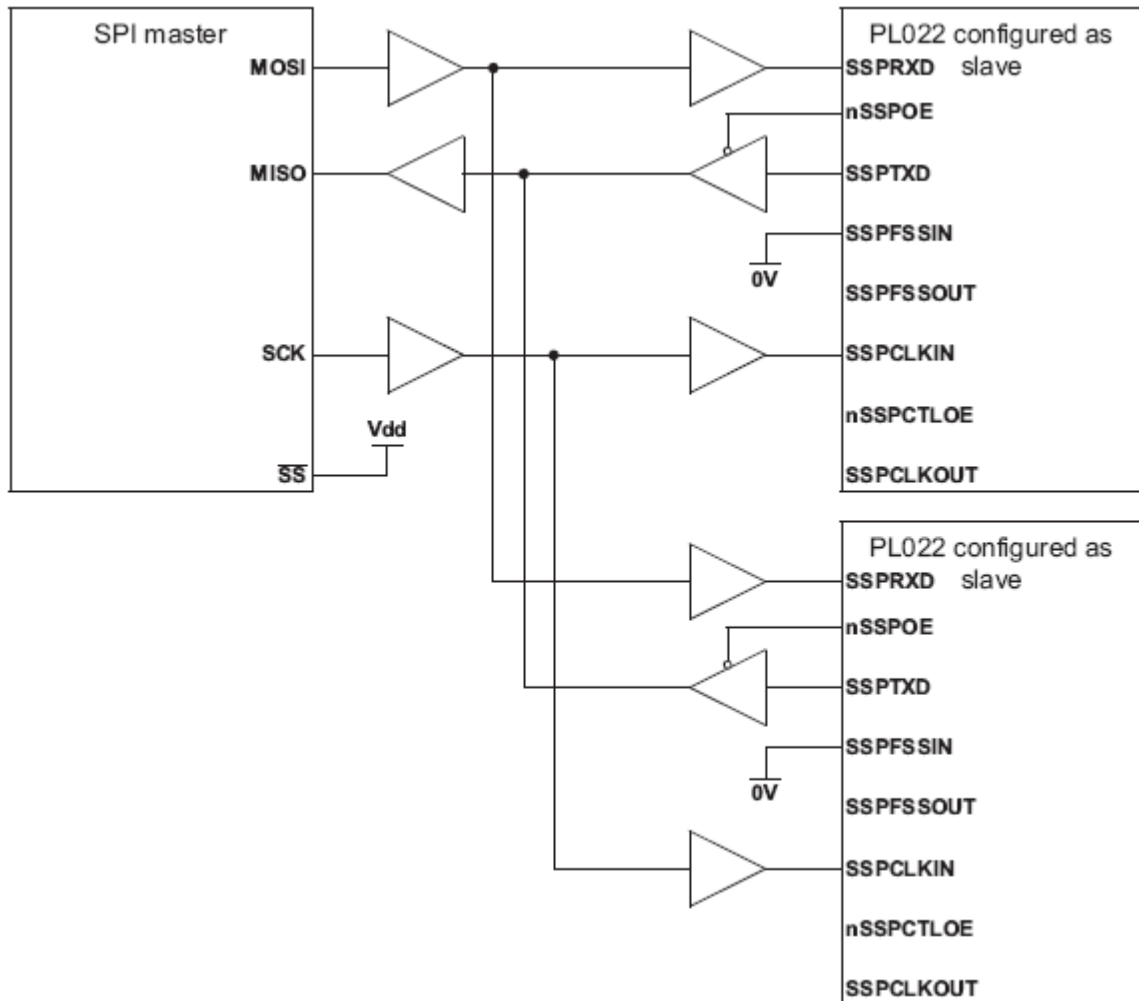 SPI master
MOSI
MISO
SCK
Vdd
SS
PL022 configured as
slave
SSPRXD
nSSPOE
SSPTXD
SSPFSSIN
0V
SSPFSSOUT
SSPCLKIN
nSSPCTLOE
SSPCLKOUT
PL022 configured as
slave
SSPRXD
nSSPOE
SSPTXD
SSPFSSIN
0V
SSPFSSOUT
SSPCLKIN
nSSPCTLOE
SSPCLKOUT